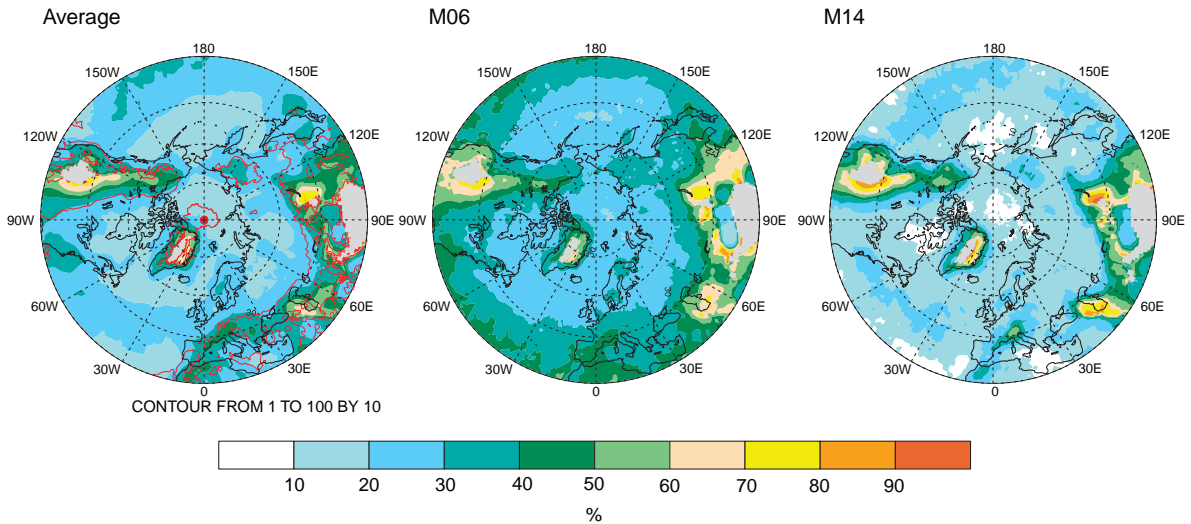 Average M06 M14
180 180 180
150W 150E 150W 150E 150W 150E
120W 120E 120W 120E 120W 120E
90W 90E 90W 90E 90W 90E
60W 60E 60W 60E 60W 60E
30W 30E 30W 30E 30W 30E
0 0 0
CONTOUR FROM 1 TO 100 BY 10
10 20 30 40 50 60 70 80 90
%